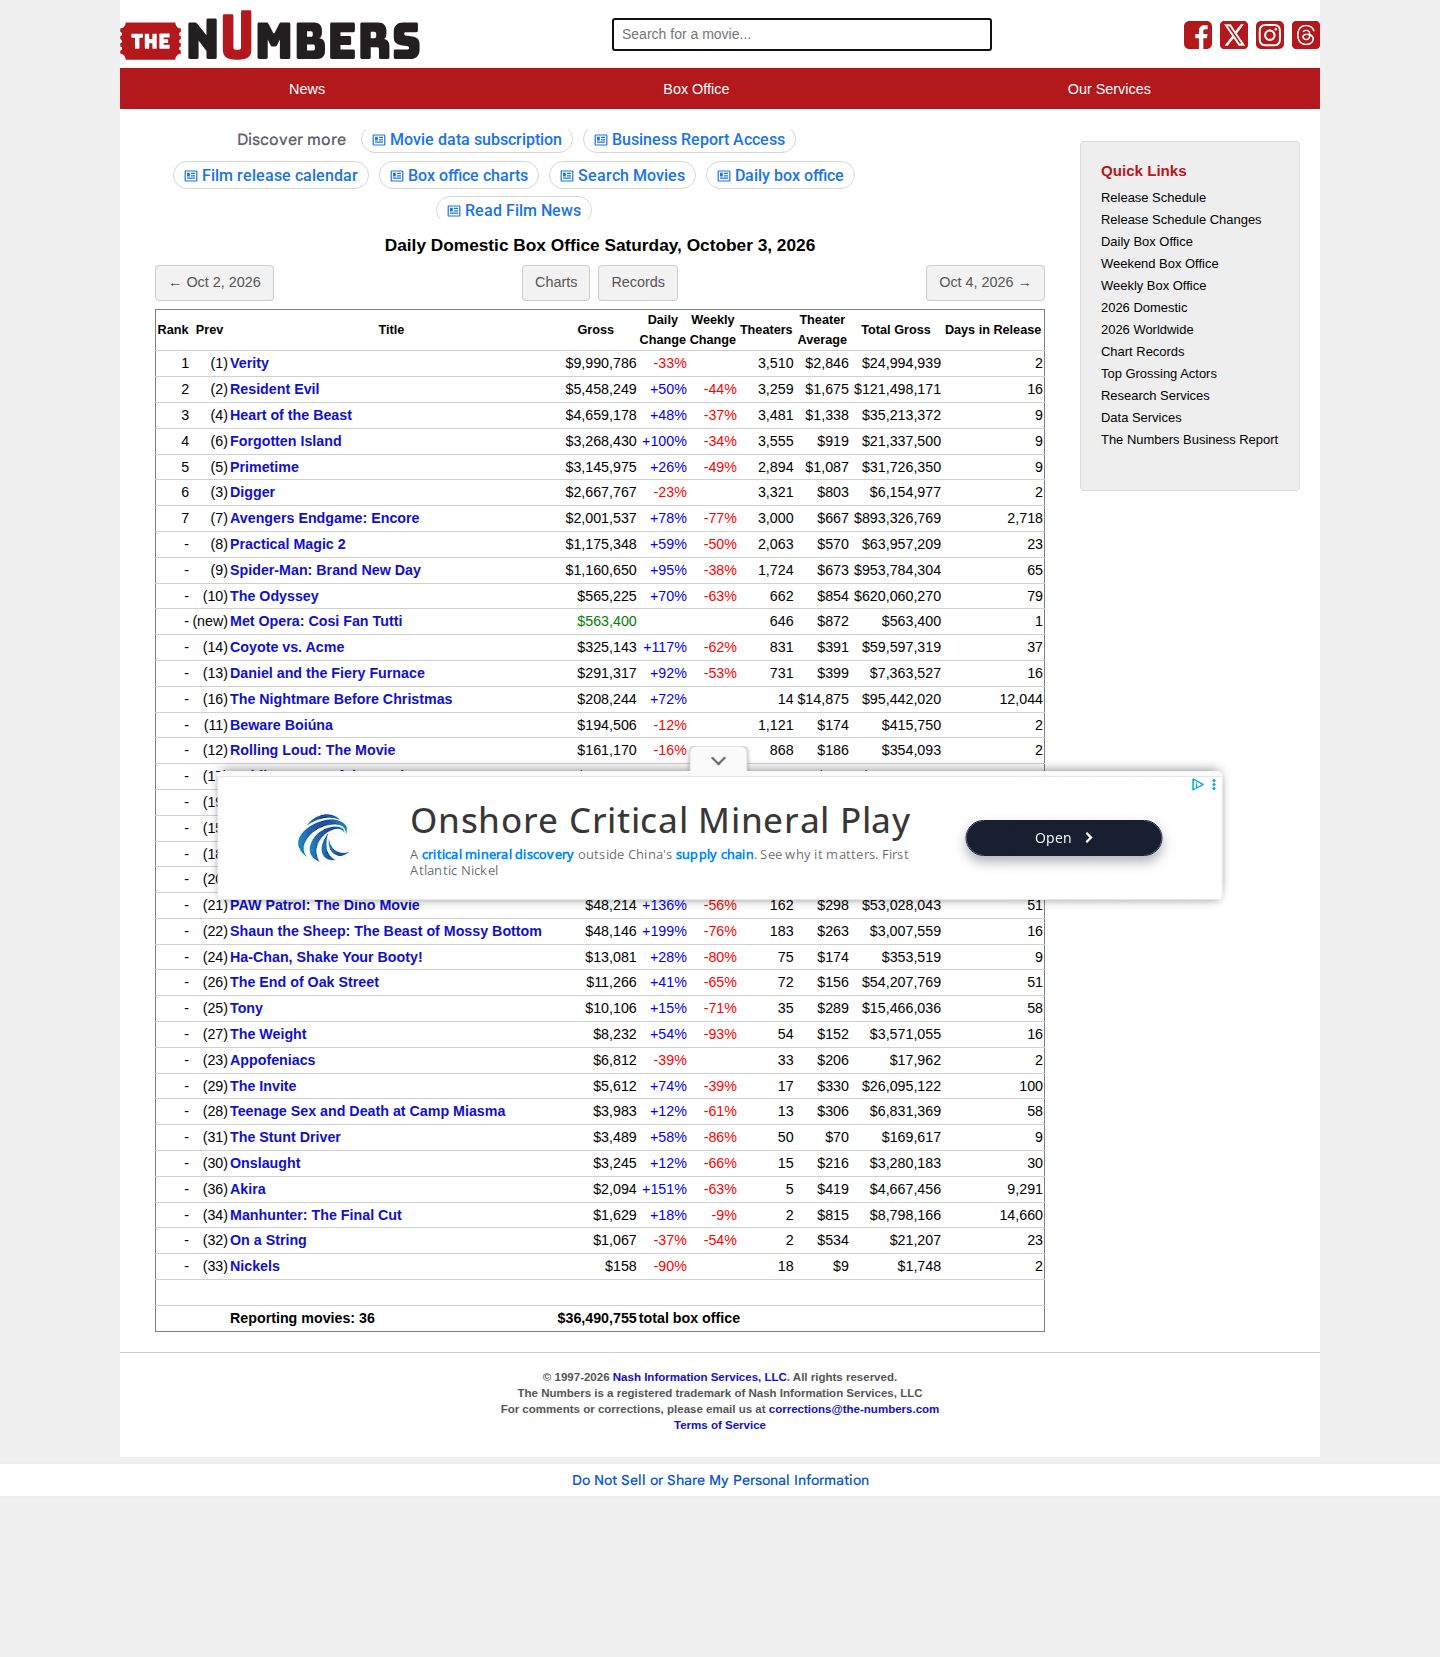 THE NUMBERS
Search for a movie...
News Box Office Our Services
Discover more Movie data subscription Business Report Access
Film release calendar Box office charts Search Movies Daily box office
Read Film News
Daily Domestic Box Office Saturday, October 3, 2026
← Oct 2, 2026 Charts Records Oct 4, 2026 →
Rank Prev Title Gross Daily Change Weekly Change Theaters Theater Average Total Gross Days in Release
1 (1) Verity $9,990,786 -33% 3,510 $2,846 $24,994,939 2
2 (2) Resident Evil $5,458,249 +50% -44% 3,259 $1,675 $121,498,171 16
3 (4) Heart of the Beast $4,659,178 +48% -37% 3,481 $1,338 $35,213,372 9
4 (6) Forgotten Island $3,268,430 +100% -34% 3,555 $919 $21,337,500 9
5 (5) Primetime $3,145,975 +26% -49% 2,894 $1,087 $31,726,350 9
6 (3) Digger $2,667,767 -23% 3,321 $803 $6,154,977 2
7 (7) Avengers Endgame: Encore $2,001,537 +78% -77% 3,000 $667 $893,326,769 2,718
- (8) Practical Magic 2 $1,175,348 +59% -50% 2,063 $570 $63,957,209 23
- (9) Spider-Man: Brand New Day $1,160,650 +95% -38% 1,724 $673 $953,784,304 65
- (10) The Odyssey $565,225 +70% -63% 662 $854 $620,060,270 79
- (new) Met Opera: Cosi Fan Tutti $563,400 646 $872 $563,400 1
- (14) Coyote vs. Acme $325,143 +117% -62% 831 $391 $59,597,319 37
- (13) Daniel and the Fiery Furnace $291,317 +92% -53% 731 $399 $7,363,527 16
- (16) The Nightmare Before Christmas $208,244 +72% 14 $14,875 $95,442,020 12,044
- (11) Beware Boiúna $194,506 -12% 1,121 $174 $415,750 2
- (12) Rolling Loud: The Movie $161,170 -16% 868 $186 $354,093 2
-
-
-
-
-
Onshore Critical Mineral Play
A critical mineral discovery outside China's supply chain. See why it matters. First
Atlantic Nickel
Open
- (21) PAW Patrol: The Dino Movie $48,214 +136% -56% 162 $298 $53,028,043 51
- (22) Shaun the Sheep: The Beast of Mossy Bottom $48,146 +199% -76% 183 $263 $3,007,559 16
- (24) Ha-Chan, Shake Your Booty! $13,081 +28% -80% 75 $174 $353,519 9
- (26) The End of Oak Street $11,266 +41% -65% 72 $156 $54,207,769 51
- (25) Tony $10,106 +15% -71% 35 $289 $15,466,036 58
- (27) The Weight $8,232 +54% -93% 54 $152 $3,571,055 16
- (23) Appofeniacs $6,812 -39% 33 $206 $17,962 2
- (29) The Invite $5,612 +74% -39% 17 $330 $26,095,122 100
- (28) Teenage Sex and Death at Camp Miasma $3,983 +12% -61% 13 $306 $6,831,369 58
- (31) The Stunt Driver $3,489 +58% -86% 50 $70 $169,617 9
- (30) Onslaught $3,245 +12% -66% 15 $216 $3,280,183 30
- (36) Akira $2,094 +151% -63% 5 $419 $4,667,456 9,291
- (34) Manhunter: The Final Cut $1,629 +18% -9% 2 $815 $8,798,166 14,660
- (32) On a String $1,067 -37% -54% 2 $534 $21,207 23
- (33) Nickels $158 -90% 18 $9 $1,748 2
Reporting movies: 36 $36,490,755 total box office
Quick Links
Release Schedule
Release Schedule Changes
Daily Box Office
Weekend Box Office
Weekly Box Office
2026 Domestic
2026 Worldwide
Chart Records
Top Grossing Actors
Research Services
Data Services
The Numbers Business Report
© 1997-2026 Nash Information Services, LLC. All rights reserved.
The Numbers is a registered trademark of Nash Information Services, LLC
For comments or corrections, please email us at corrections@the-numbers.com
Terms of Service
Do Not Sell or Share My Personal Information